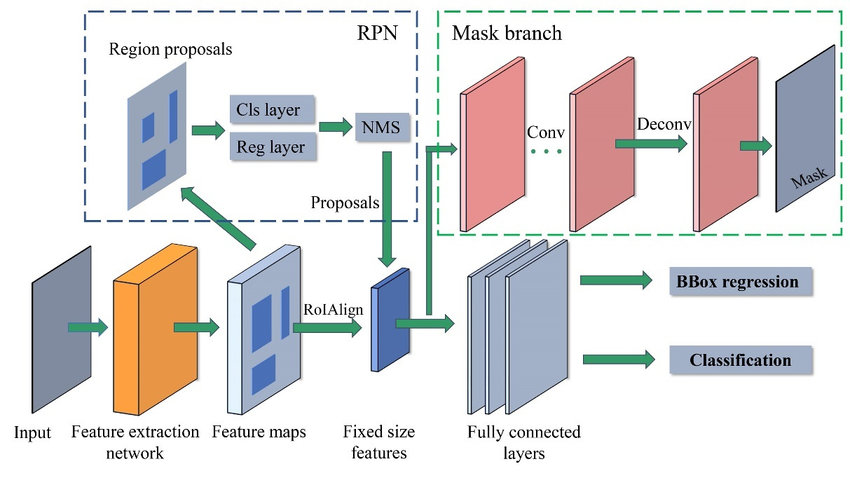 RPN
Mask branch
Region proposals
Cls layer
Reg layer
NMS
Proposals
Conv
Deconv
Mask
RoIAlign
BBox regression
Classification
Input
Feature extraction
network
Feature maps
Fixed size
features
Fully connected
layers